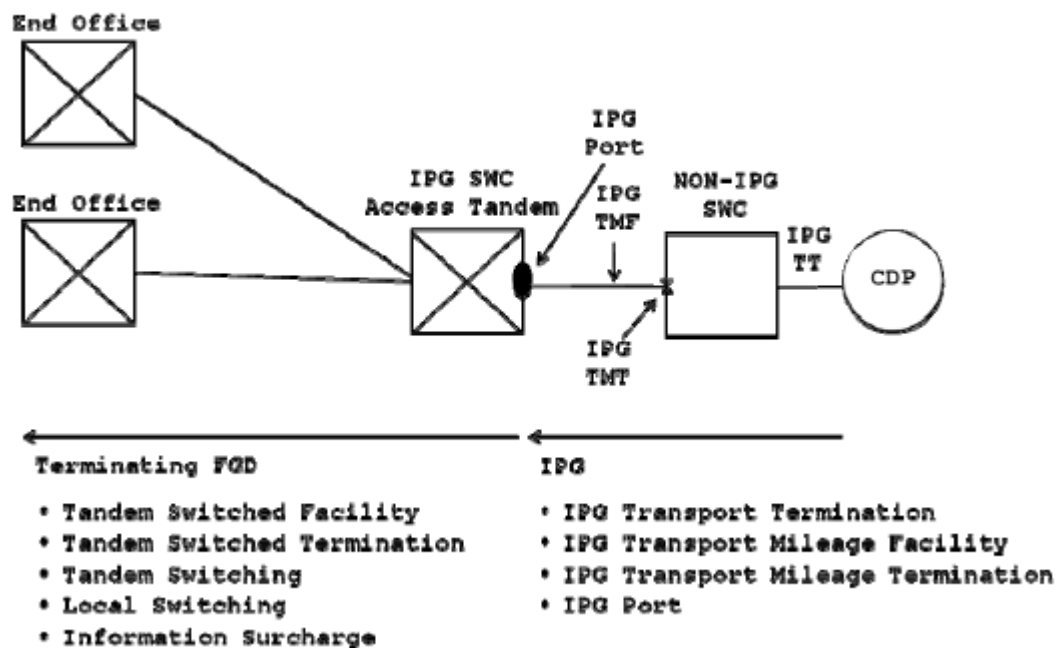 End Office
End Office
IPG SWC
Access Tandem
IPG
Port
IPG
TMF
IPG
TMT
NON-IPG
SWC
IPG
TT
CDP
Terminating FGD
• Tandem Switched Facility
• Tandem Switched Termination
• Tandem Switching
• Local Switching
• Information Surcharge
IPG
• IPG Transport Termination
• IPG Transport Mileage Facility
• IPG Transport Mileage Termination
• IPG Port